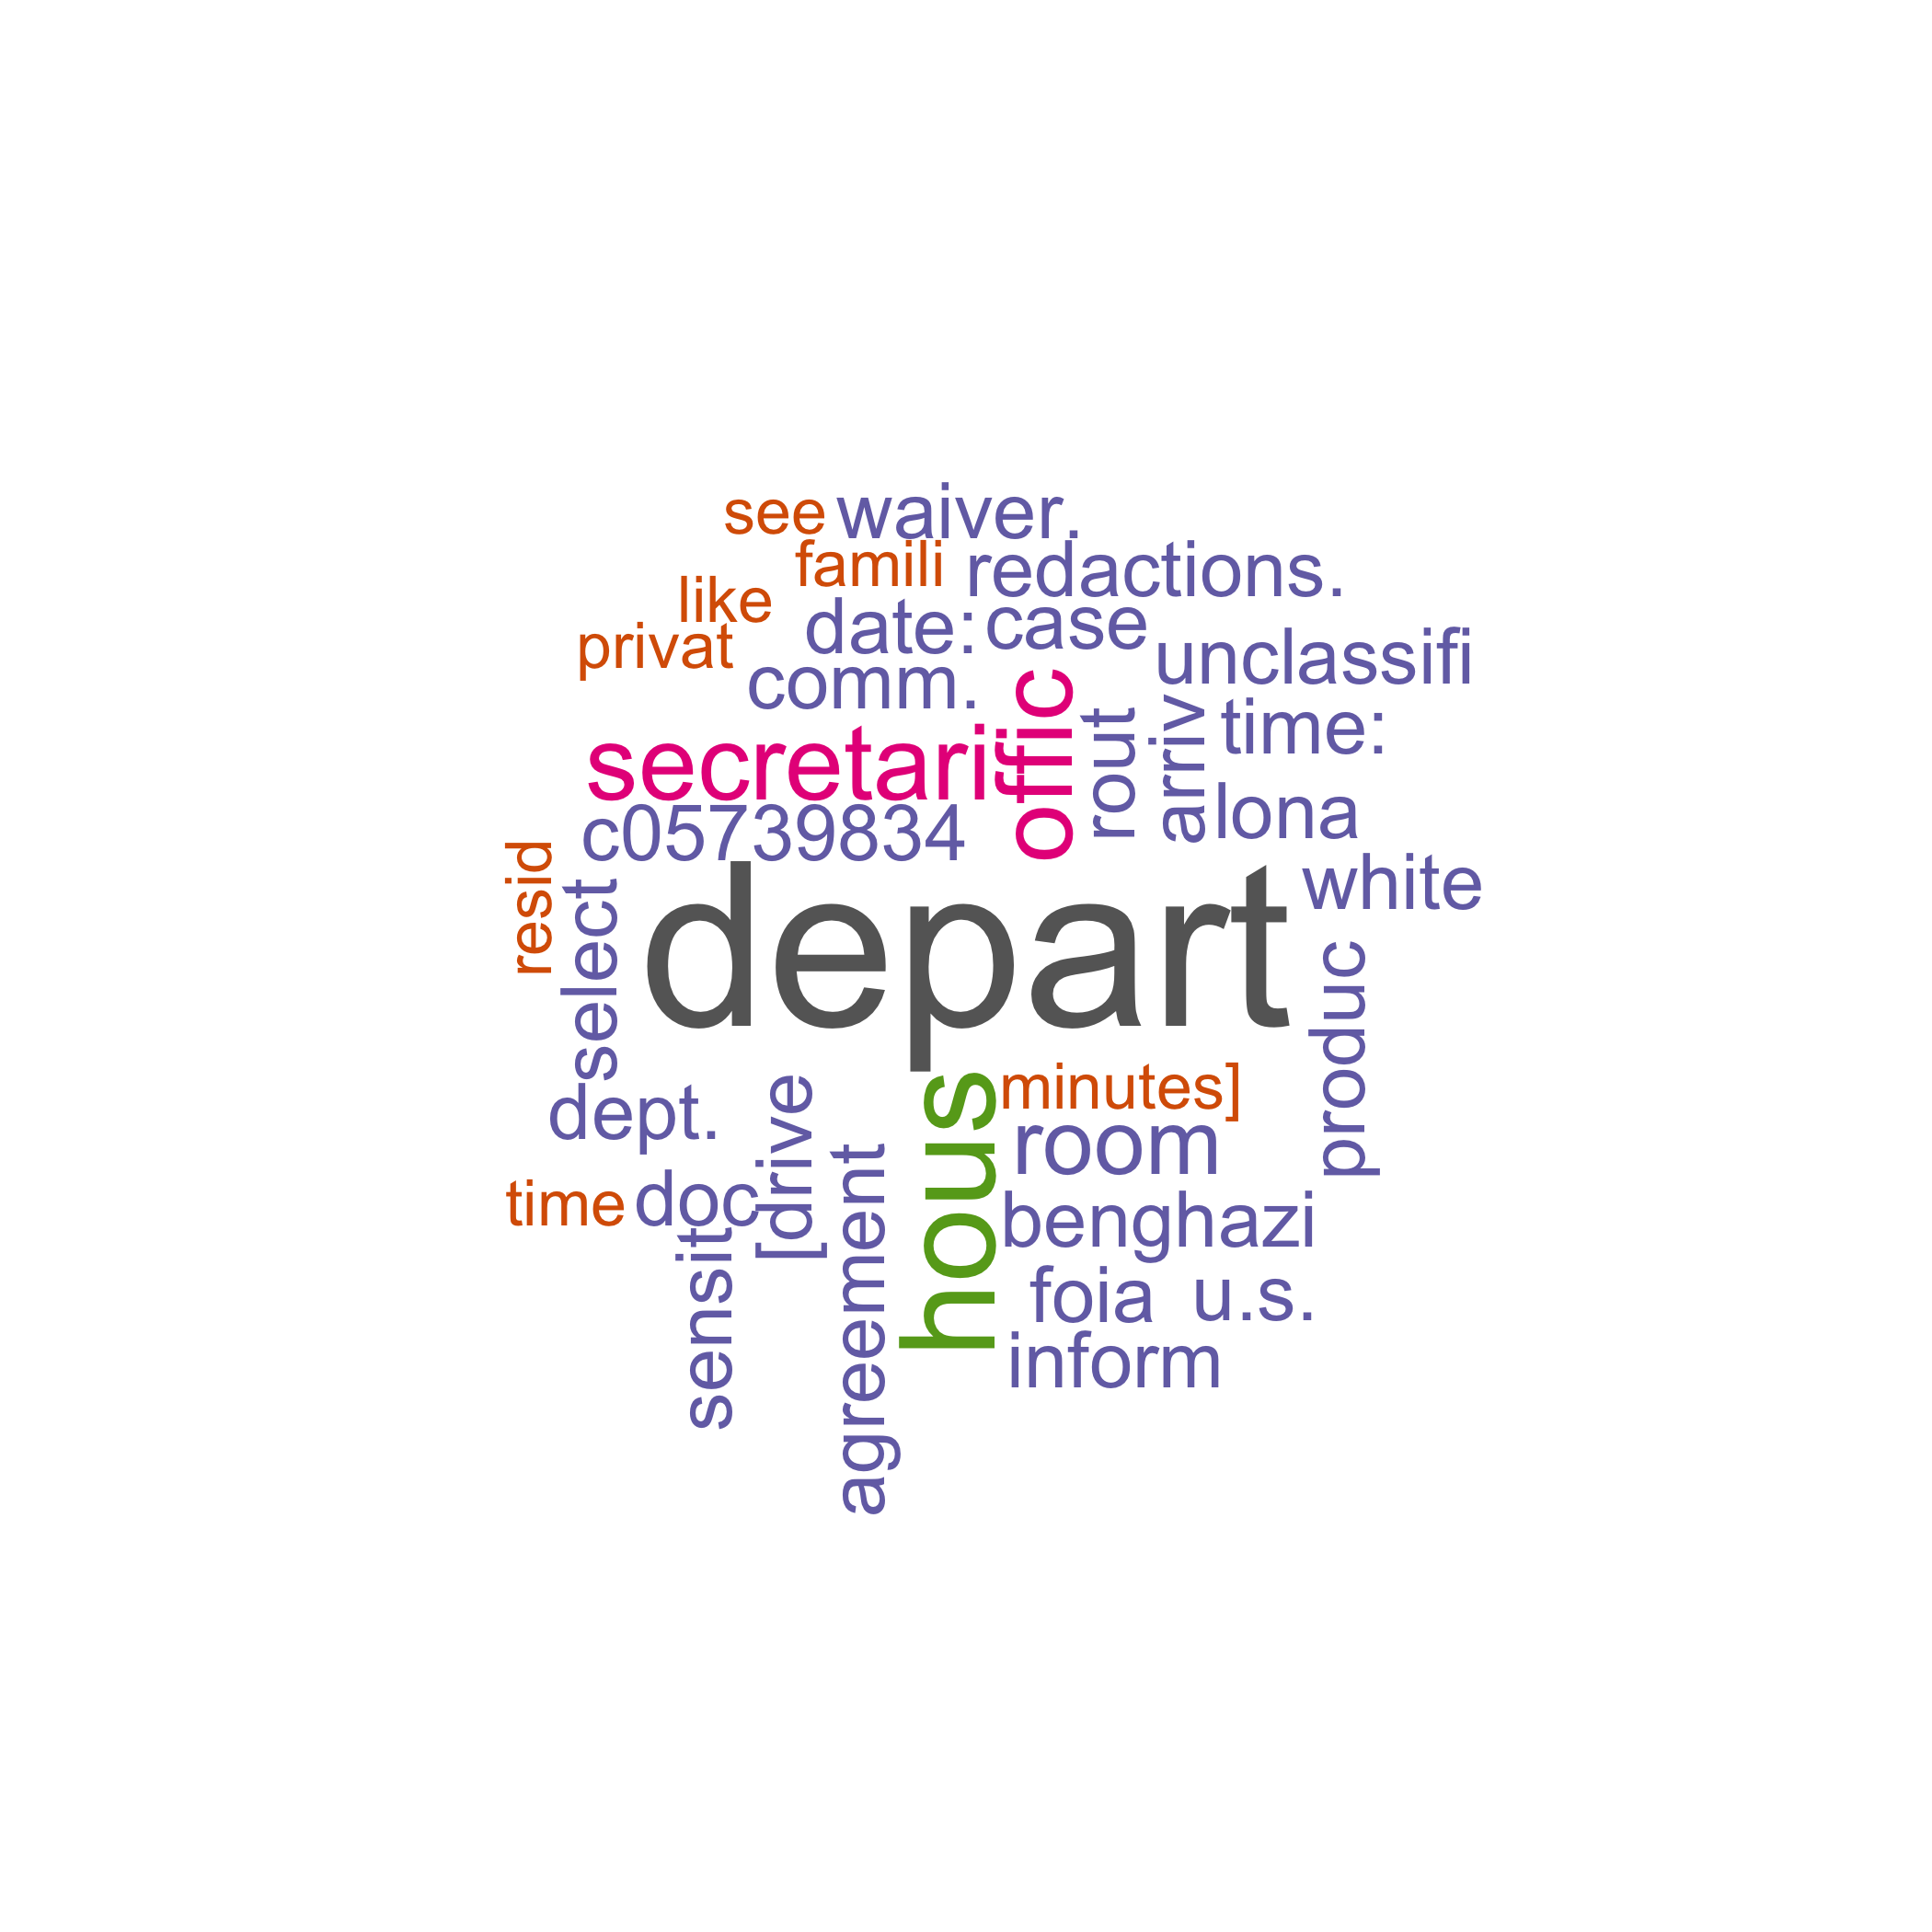 see waiver.
famili redactions.
like date: case
privat unclassifi
comm.
offic
rout
arriv
time:
secretari
lona
c05739834
white
resid
select
depart
produc
minutes]
dept.
[drive
hous
room
agreement
time doc
benghazi
sensit
foia u.s.
inform